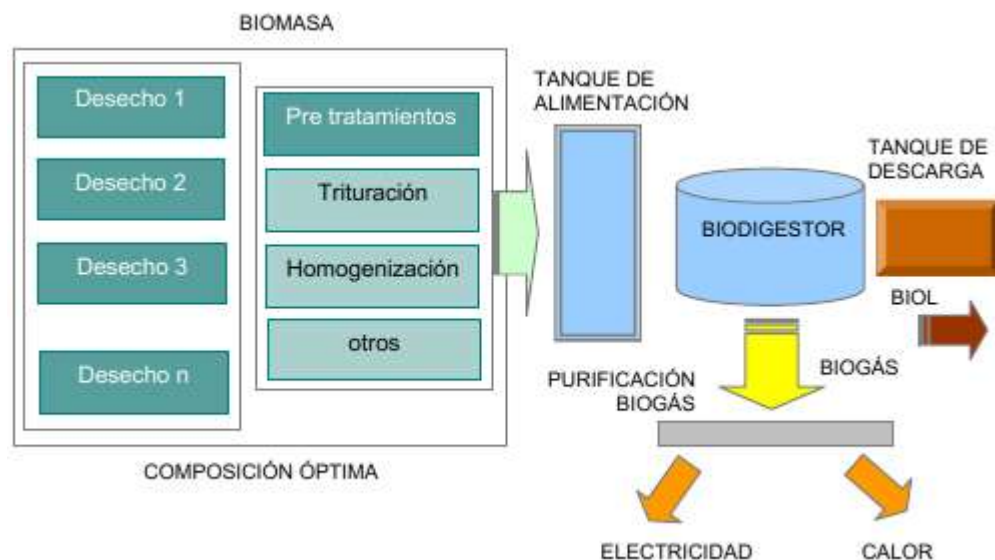 BIOMASA
Desecho 1
Desecho 2
Desecho 3
Desecho n
Pre tratamientos
Trituración
Homogenización
otros
COMPOSICIÓN ÓPTIMA
TANQUE DE
ALIMENTACIÓN
BIODIGESTOR
TANQUE DE
DESCARGA
BIOL
BIOGÁS
PURIFICACIÓN
BIOGÁS
ELECTRICIDAD
CALOR